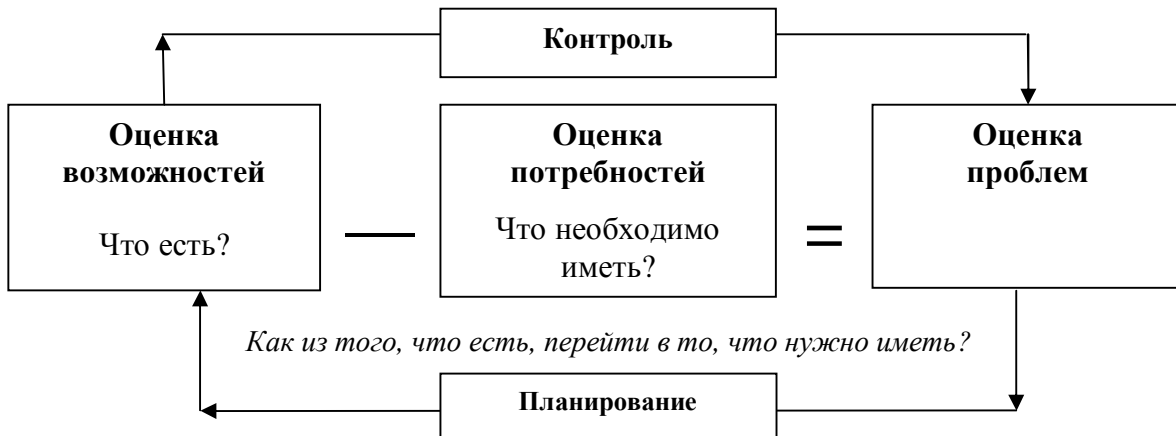 Контроль
Оценка
возможностей
Что есть?
—
Оценка
потребностей
Что необходимо
иметь?
=
Оценка
проблем
Как из того, что есть, перейти в то, что нужно иметь?
Планирование